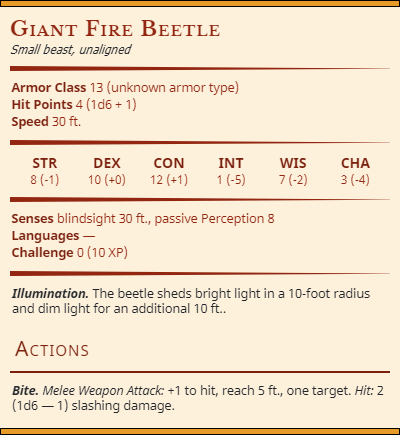 Giant Fire Beetle
Small beast, unaligned
Armor Class 13 (unknown armor type)
Hit Points 4 (1d6 + 1)
Speed 30 ft.
STR DEX CON INT WIS CHA
8 (-1) 10 (+0) 12 (+1) 1 (-5) 7 (-2) 3 (-4)
Senses blindsight 30 ft., passive Perception 8
Languages —
Challenge 0 (10 XP)
Illumination. The beetle sheds bright light in a 10-foot radius
and dim light for an additional 10 ft..
Actions
Bite. Melee Weapon Attack: +1 to hit, reach 5 ft., one target. Hit: 2
(1d6 — 1) slashing damage.